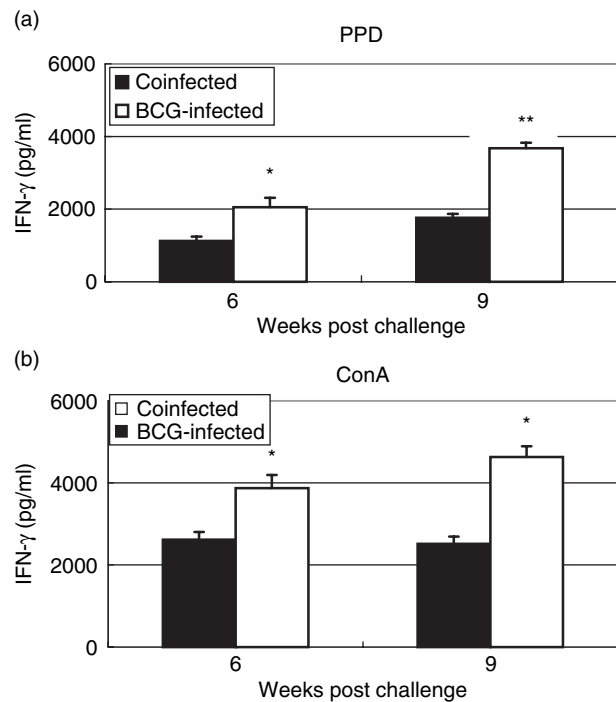 (a)
PPD
6000
4000
2000
0
IFN-γ (pg/ml)
Coinfected
BCG-infected
*
**
6
9
Weeks post challenge
(b)
ConA
6000
4000
2000
0
IFN-γ (pg/ml)
Coinfected
BCG-infected
*
*
6
9
Weeks post challenge